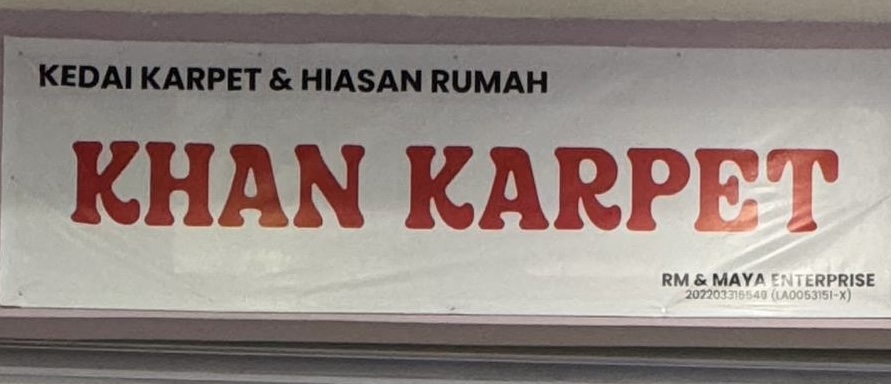 KEDAI KARPET & HIASAN RUMAH
KHAN KARPET
RM & MAYA ENTERPRISE
202203316549 (LA0053151-X)